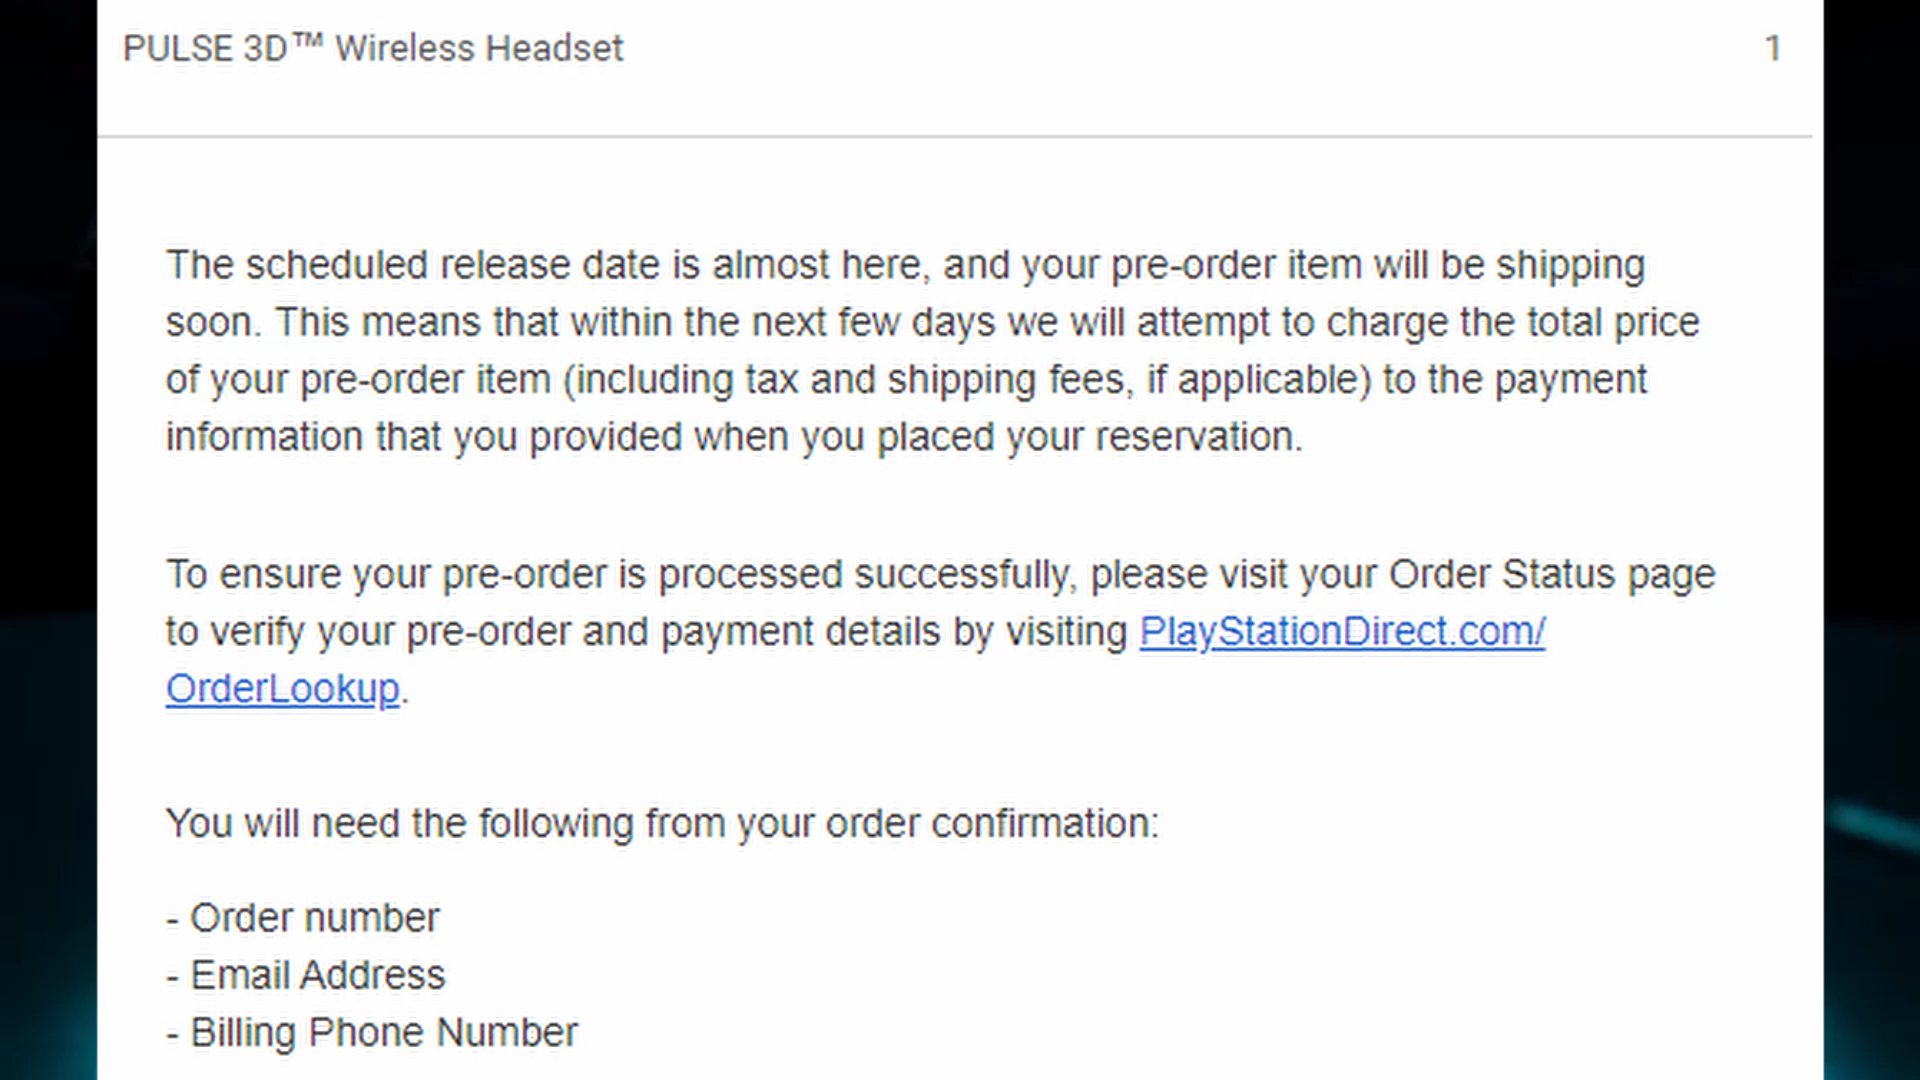 PULSE 3D™ Wireless Headset 1
The scheduled release date is almost here, and your pre-order item will be shipping
soon. This means that within the next few days we will attempt to charge the total price
of your pre-order item (including tax and shipping fees, if applicable) to the payment
information that you provided when you placed your reservation.
To ensure your pre-order is processed successfully, please visit your Order Status page
to verify your pre-order and payment details by visiting PlayStationDirect.com/
OrderLookup.
You will need the following from your order confirmation:
- Order number
- Email Address
- Billing Phone Number